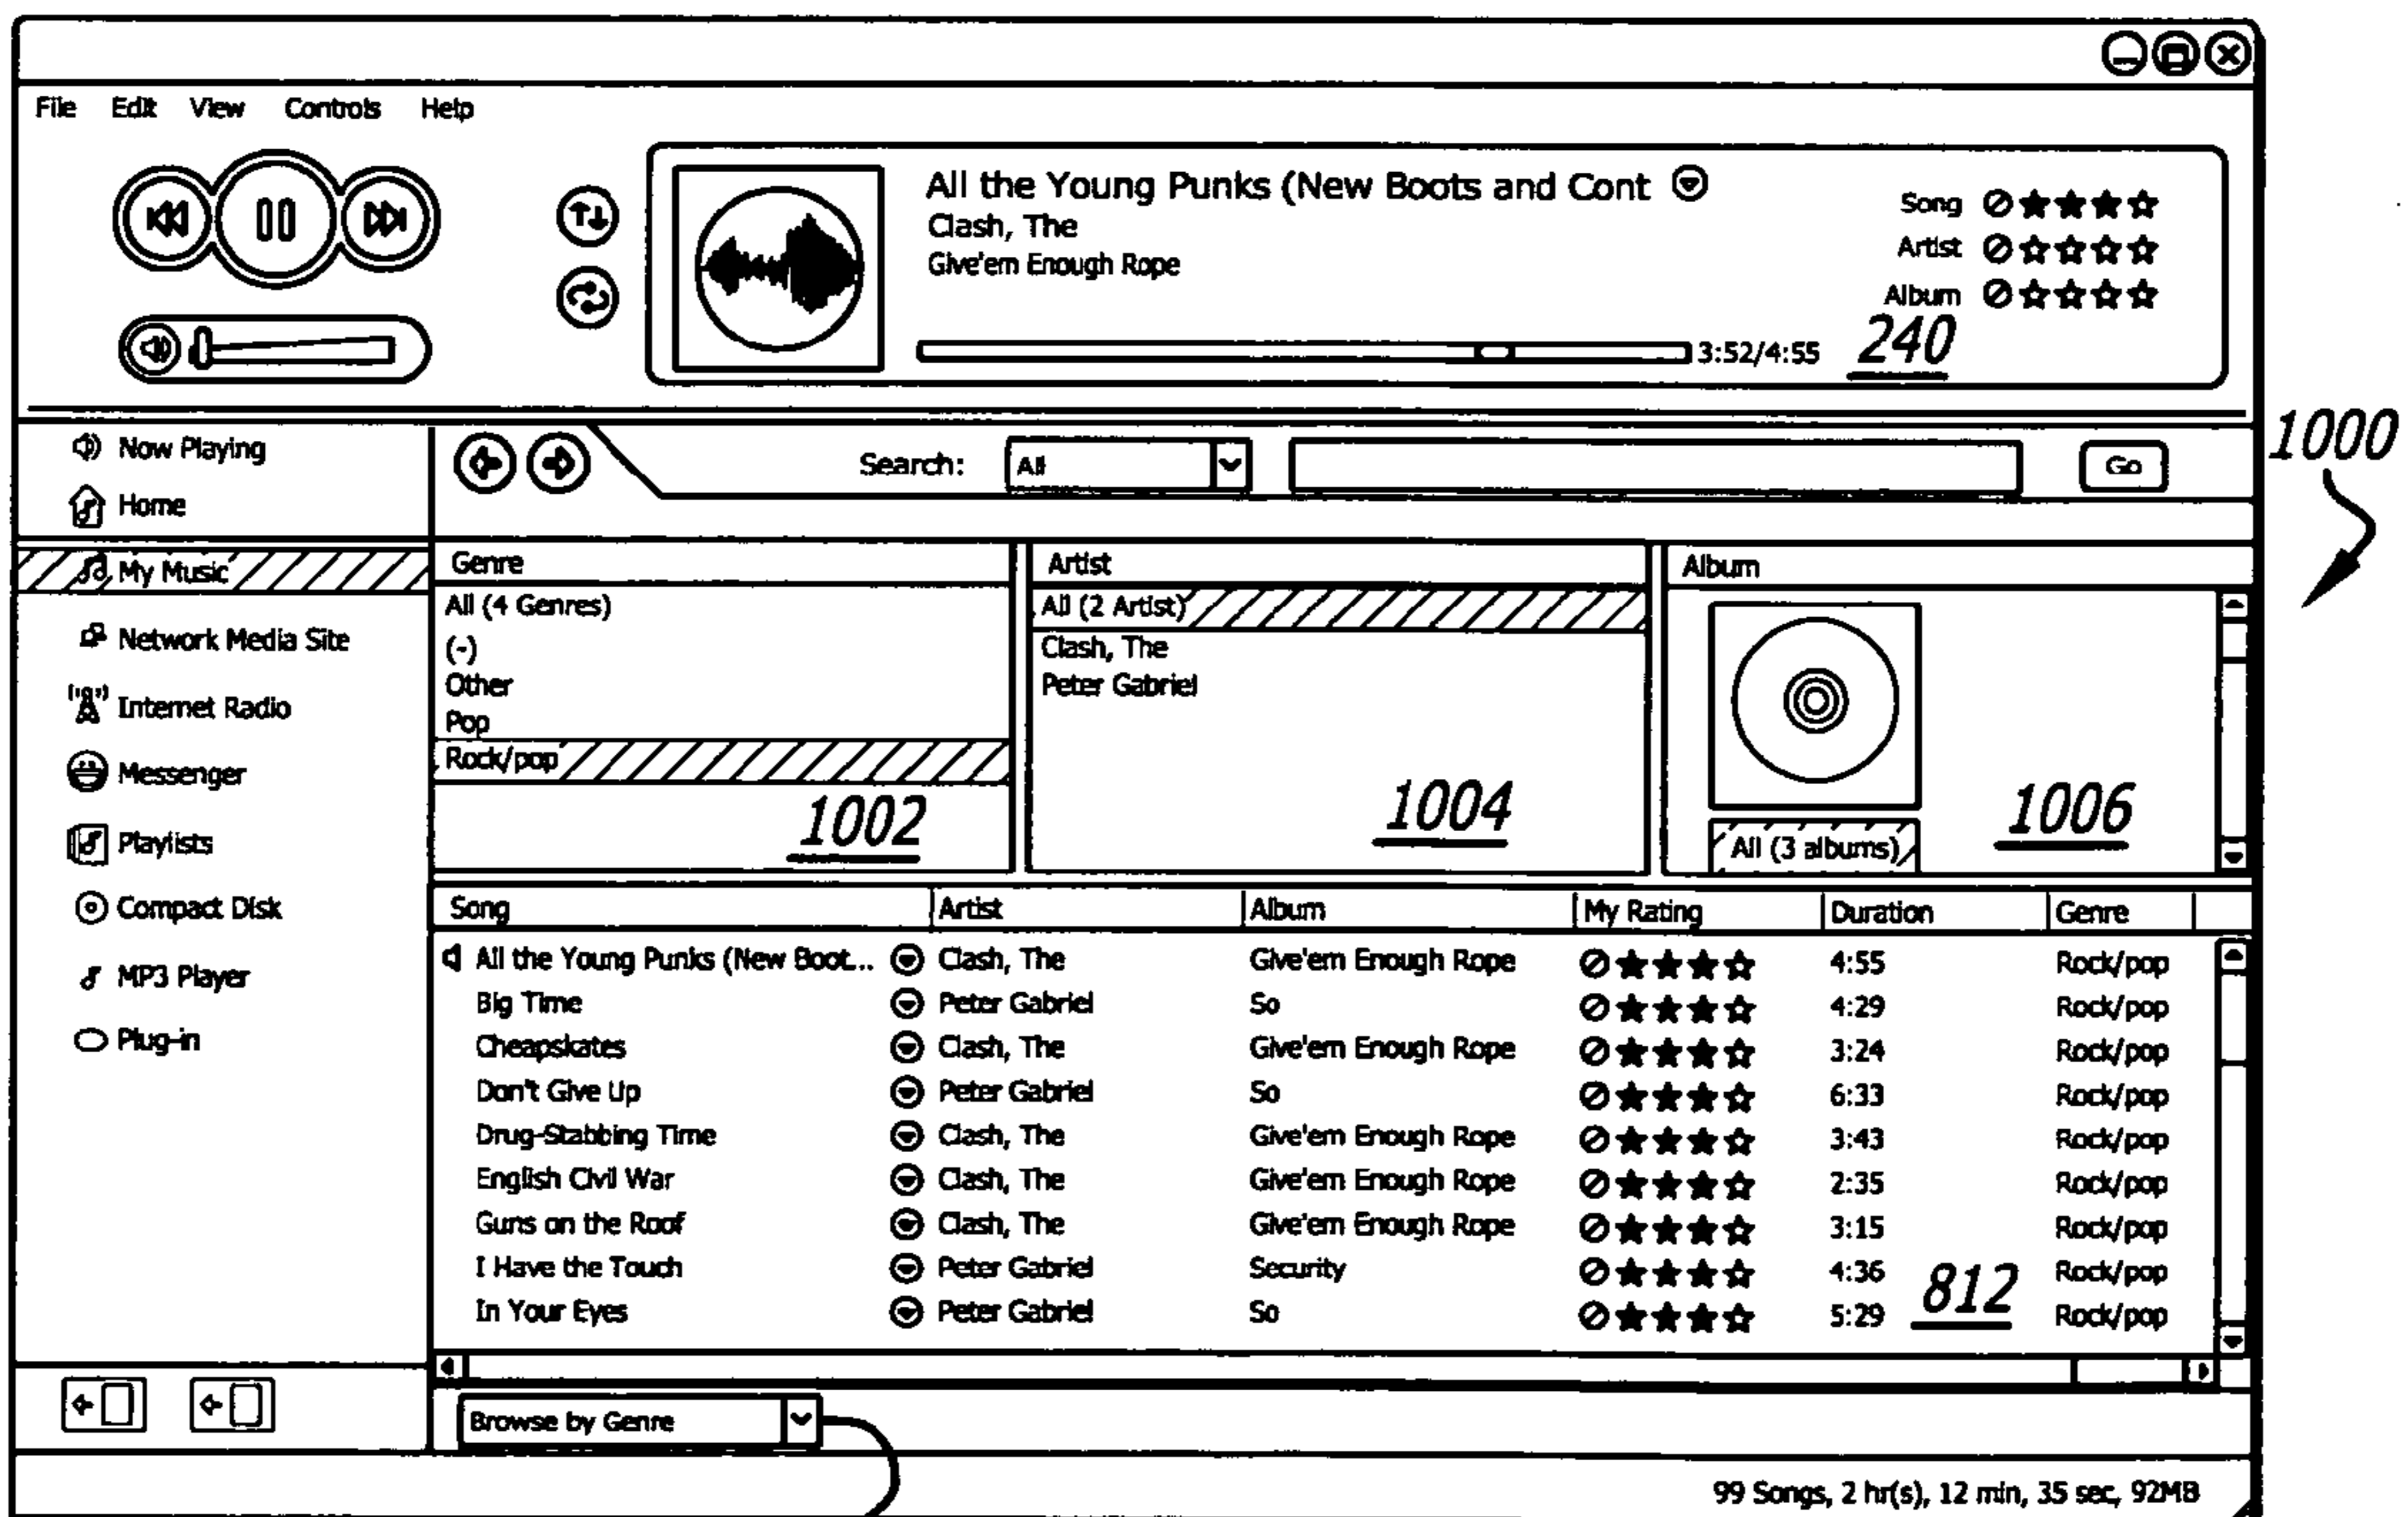 File Edit View Controls Help
All the Young Punks (New Boots and Cont
Clash, The
Give'em Enough Rope
Song
Artist
Album
3:52/4:55 240
1000
Now Playing
Home
Search: All Go
My Music
Network Media Site
Internet Radio
Messenger
Playlists
Compact Disk
MP3 Player
Plug-in
Genre
All (4 Genres)
(-)
Other
Pop
Rock/pop
1002
Artist
All (2 Artist)
Clash, The
Peter Gabriel
1004
Album
1006
All (3 albums)
Song Artist Album My Rating Duration Genre
All the Young Punks (New Boot... Clash, The Give'em Enough Rope 4:55 Rock/pop
Big Time Peter Gabriel So 4:29 Rock/pop
Cheapskates Clash, The Give'em Enough Rope 3:24 Rock/pop
Don't Give Up Peter Gabriel So 6:33 Rock/pop
Drug-Stabbing Time Clash, The Give'em Enough Rope 3:43 Rock/pop
English Civil War Clash, The Give'em Enough Rope 2:35 Rock/pop
Guns on the Roof Clash, The Give'em Enough Rope 3:15 Rock/pop
I Have the Touch Peter Gabriel Security 4:36 Rock/pop
In Your Eyes Peter Gabriel So 5:29 Rock/pop
812
Browse by Genre
99 Songs, 2 hr(s), 12 min, 35 sec, 92MB